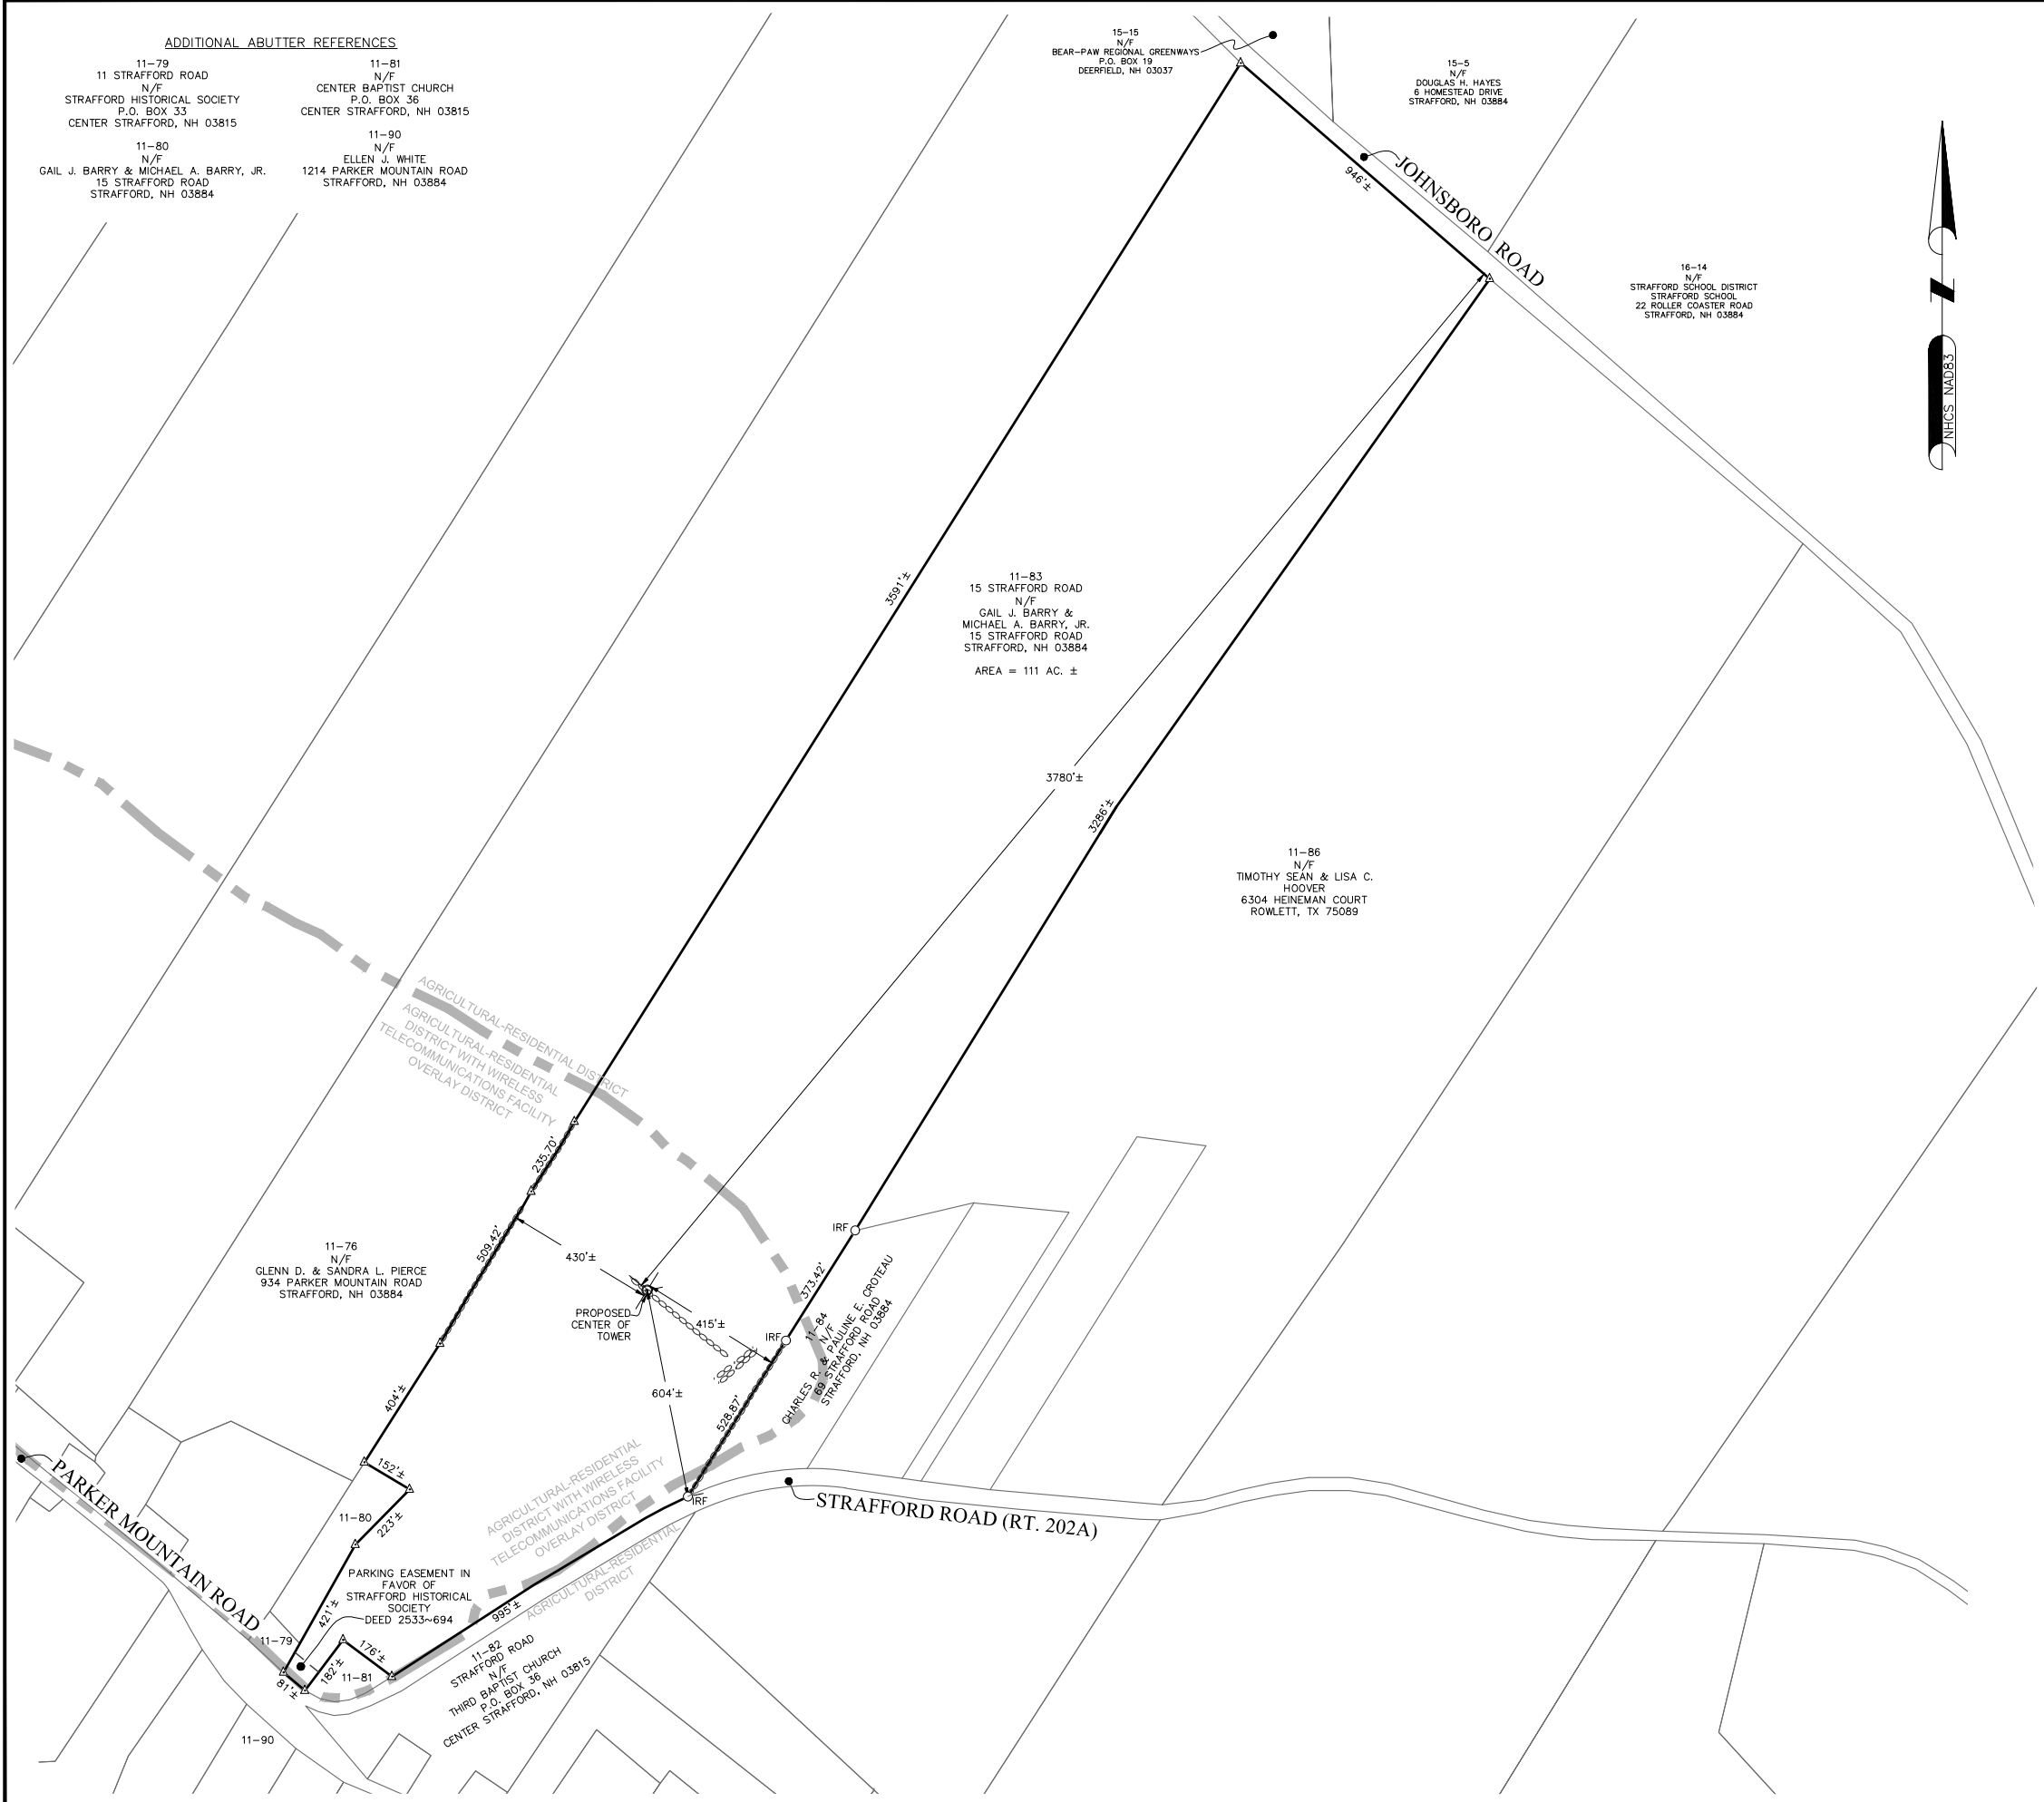 ADDITIONAL ABUTTER REFERENCES
11-79
11 STRAFFORD ROAD
N/F
STRAFFORD HISTORICAL SOCIETY
P.O. BOX 33
CENTER STRAFFORD, NH 03815
11-81
N/F
CENTER BAPTIST CHURCH
P.O. BOX 36
CENTER STRAFFORD, NH 03815
11-80
N/F
GAIL J. BARRY & MICHAEL A. BARRY, JR.
15 STRAFFORD ROAD
STRAFFORD, NH 03884
11-90
N/F
ELLEN J. WHITE
1214 PARKER MOUNTAIN ROAD
STRAFFORD, NH 03884
15-15
N/F
BEAR-PAW REGIONAL GREENWAYS
P.O. BOX 19
DEERFIELD, NH 03037
15-5
N/F
DOUGLAS H. HAYES
6 HOMESTEAD DRIVE
STRAFFORD, NH 03884
JOHNSBORO ROAD
946'±
16-14
N/F
STRAFFORD SCHOOL DISTRICT
STRAFFORD SCHOOL
22 ROLLER COASTER ROAD
STRAFFORD, NH 03884
N
NHCS NAD83
3591'±
11-83
15 STRAFFORD ROAD
N/F
GAIL J. BARRY &
MICHAEL A. BARRY, JR.
15 STRAFFORD ROAD
STRAFFORD, NH 03884
AREA = 111 AC. ±
3780'±
3286'±
11-86
N/F
TIMOTHY SEAN & LISA C.
HOOVER
6304 HEINEMAN COURT
ROWLETT, TX 75089
AGRICULTURAL-RESIDENTIAL DISTRICT
AGRICULTURAL-RESIDENTIAL
DISTRICT WITH WIRELESS
TELECOMMUNICATIONS FACILITY
OVERLAY DISTRICT
235.70'
509.42'
430'±
11-76
N/F
GLENN D. & SANDRA L. PIERCE
934 PARKER MOUNTAIN ROAD
STRAFFORD, NH 03884
PROPOSED
CENTER OF
TOWER
415'±
IRF
373.42'
IRF
11-84
N/F
CHARLES R. & PAULINE E. CROTEAU
69 STRAFFORD ROAD
STRAFFORD, NH 03884
604'±
528.87'
IRF
404'±
152'±
11-80
223'±
PARKER MOUNTAIN ROAD
STRAFFORD ROAD (RT. 202A)
AGRICULTURAL-RESIDENTIAL
DISTRICT WITH WIRELESS
TELECOMMUNICATIONS FACILITY
OVERLAY DISTRICT
AGRICULTURAL-RESIDENTIAL
DISTRICT
PARKING EASEMENT IN
FAVOR OF
STRAFFORD HISTORICAL
SOCIETY
DEED 2533~694
421'±
995'±
11-79
176'±
182'±
11-81
81'±
11-82
STRAFFORD ROAD
N/F
THIRD BAPTIST CHURCH
P.O. BOX 36
CENTER STRAFFORD, NH 03815
11-90